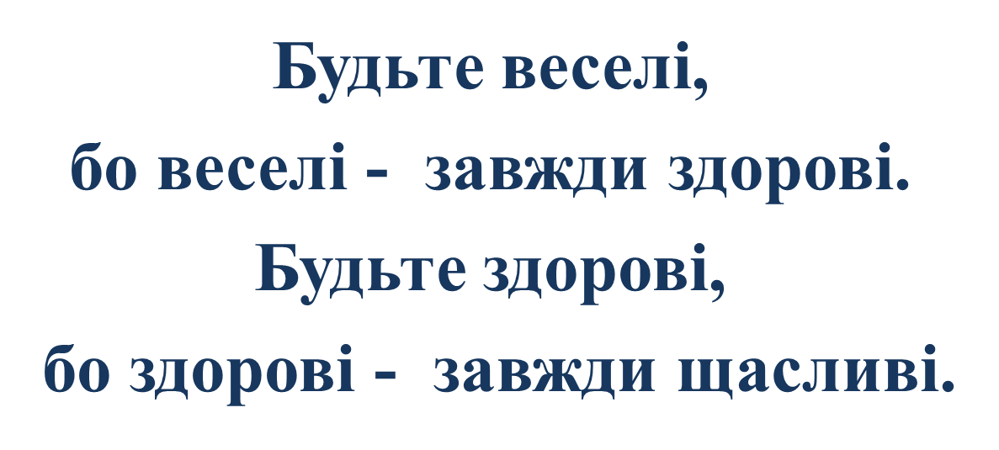 Будьте веселі,
бо веселі -  завжди здорові.
Будьте здорові,
бо здорові -  завжди щасливі.